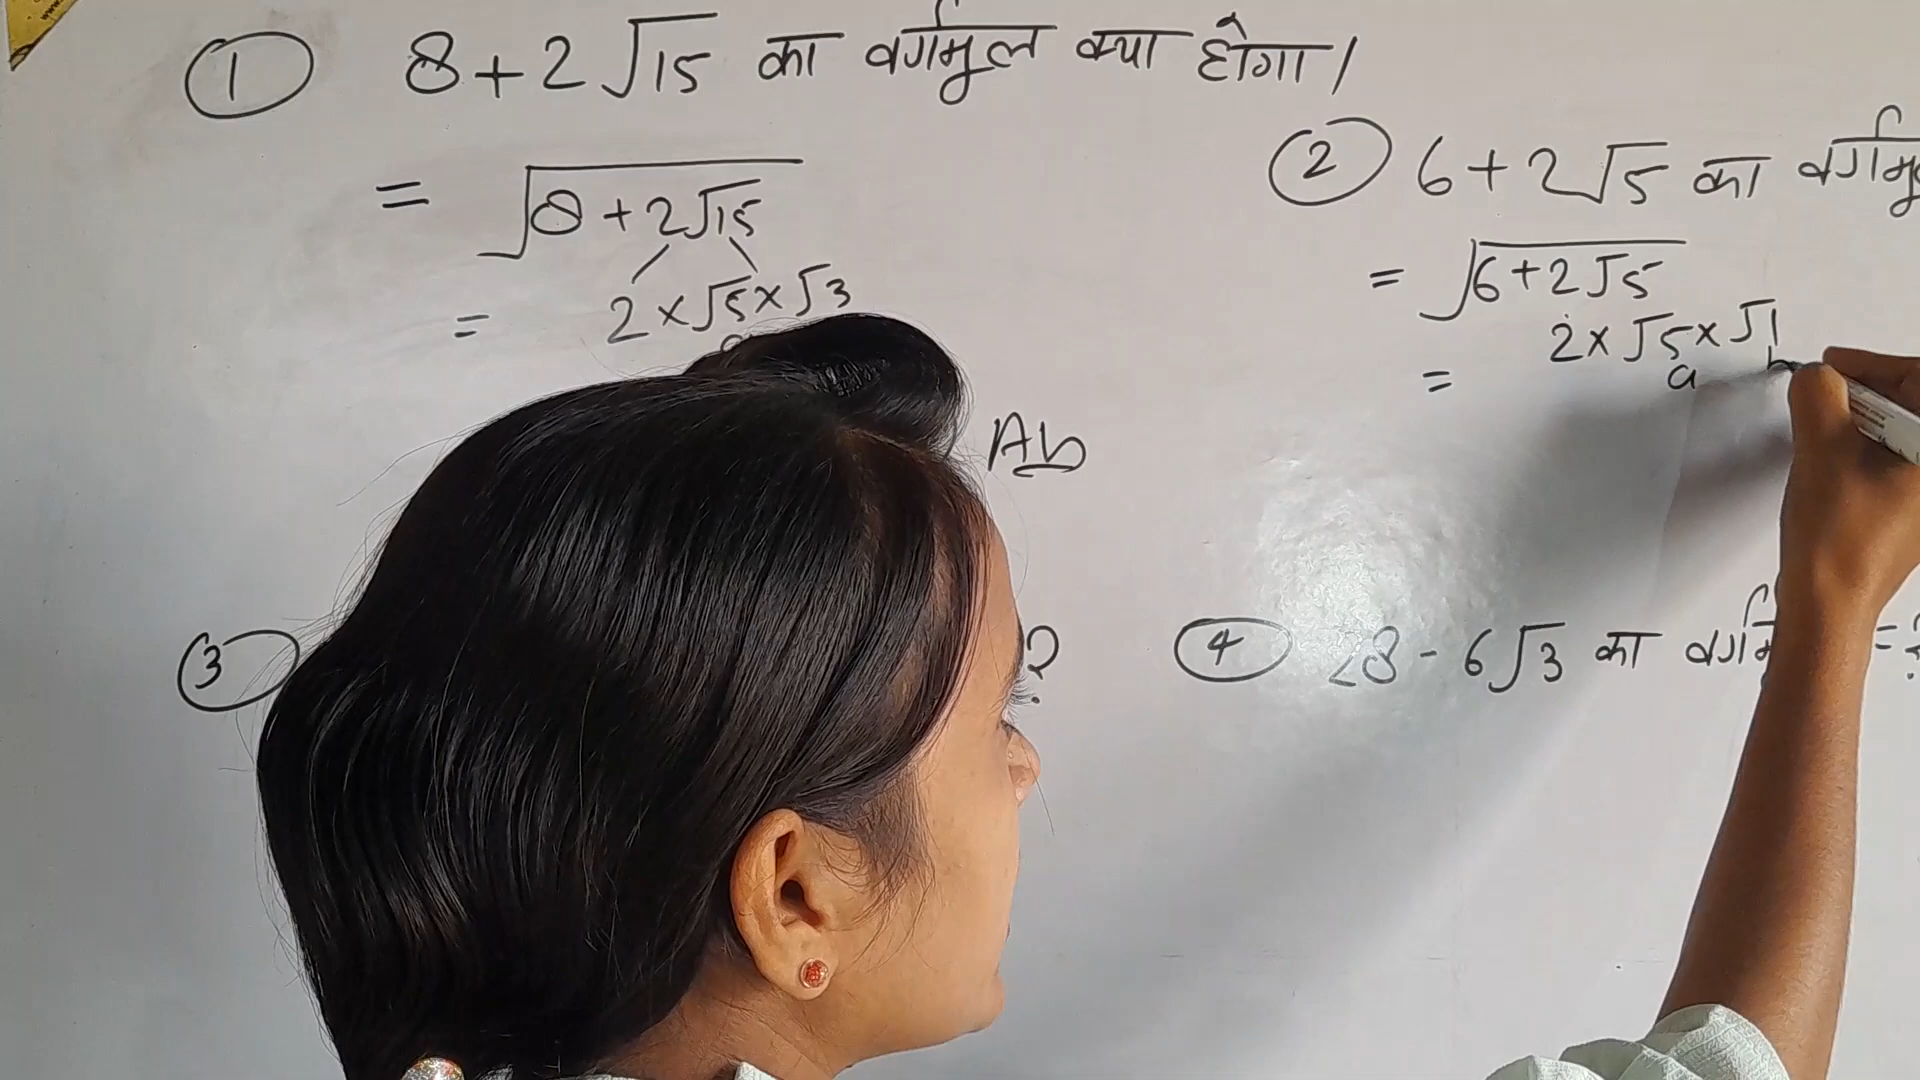 ① 8+2√15 का वर्गमुल क्या होगा।
= √(8+2√15)
= 2×√5×√3
Ab
② 6+2√5 का
= √(6+2√5)
2×√5×√1
= a b
③ ?
④ 28-6√3 का = ?